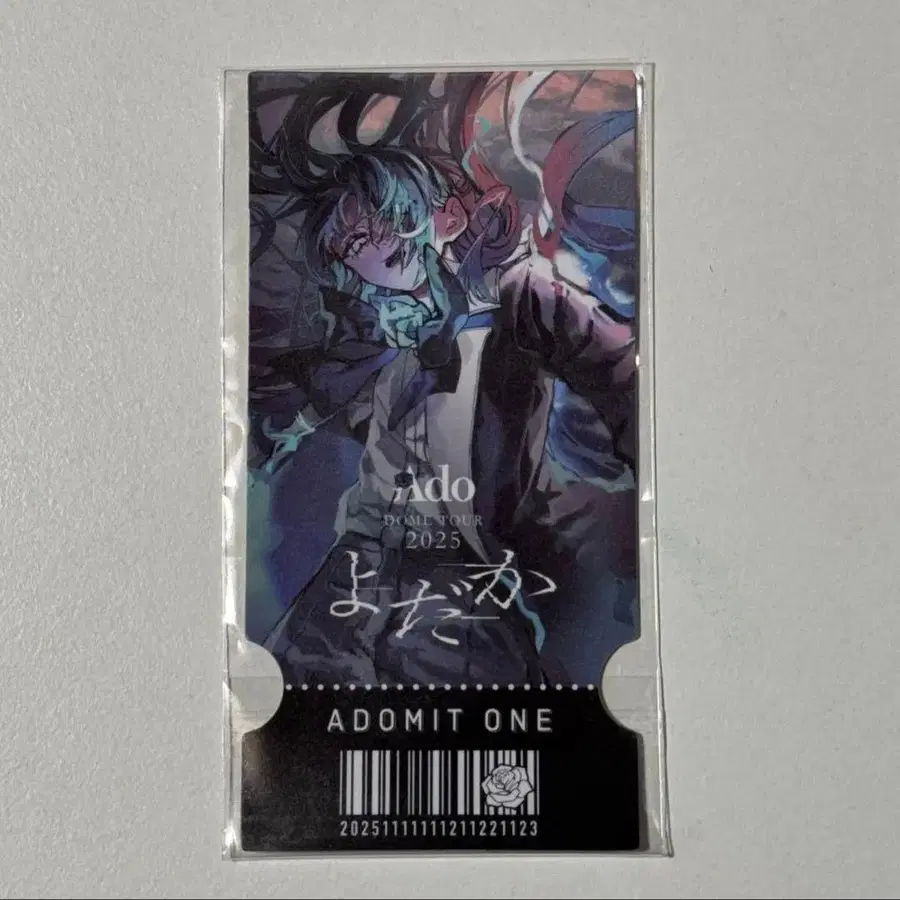 Ado
DOME TOUR
2025
よだか
ADOMIT ONE
20251111111211221123